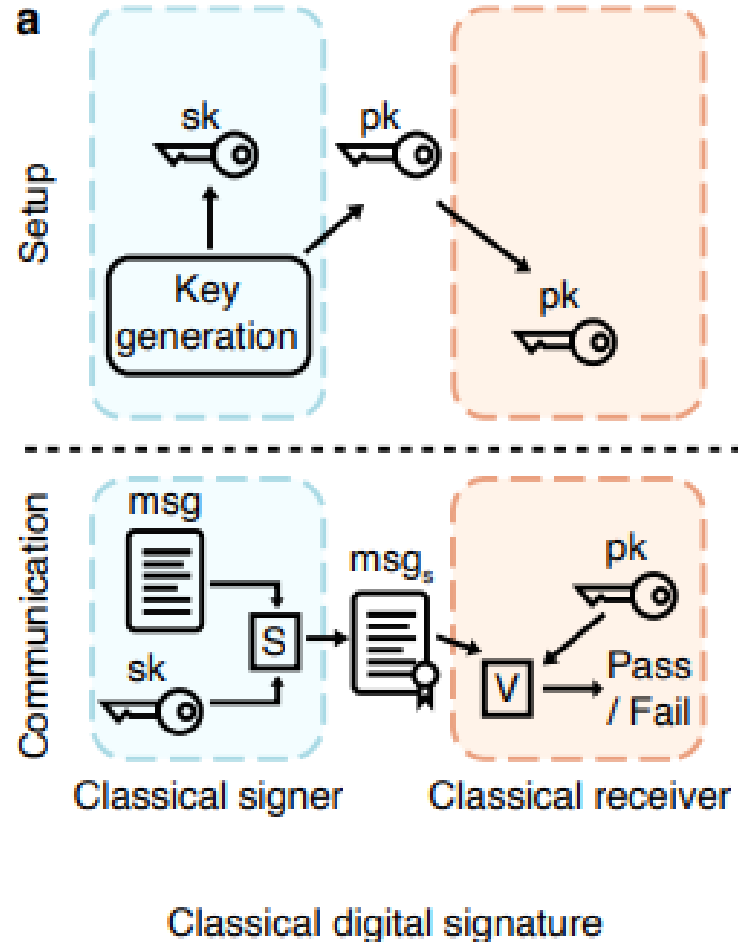 a
Setup
sk
pk
Key
generation
pk
Communication
msg
sk
S
msgₛ
V
pk
Pass
/ Fail
Classical signer
Classical receiver
Classical digital signature